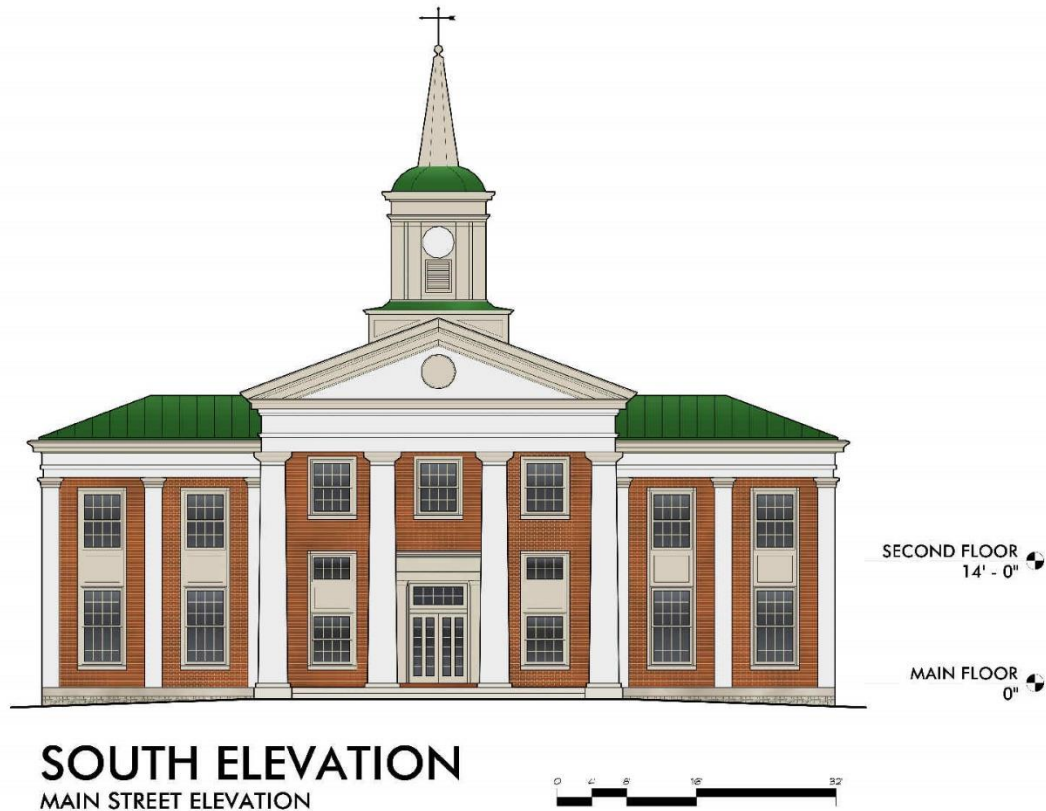 SECOND FLOOR
14' - 0"
MAIN FLOOR
0"
SOUTH ELEVATION
MAIN STREET ELEVATION
0 4' 8' 16' 32'